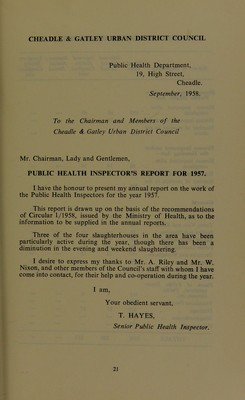 CHEADLE & GATLEY URBAN DISTRICT COUNCIL
Public Health Department,
19, High Street,
Cheadle.
September, 1958.
To the Chairman and Members of the
Cheadle & Gatley Urban District Council
Mr. Chairman, Lady and Gentlemen,
PUBLIC HEALTH INSPECTOR'S REPORT FOR 1957.
I have the honour to present my annual report on the work of
the Public Health Inspectors for the year 1957.
This report is drawn up on the basis of the recommendations
of Circular 1/1958, issued by the Ministry of Health, as to the
information to be supplied in the annual reports.
Three of the four slaughterhouses in the area have been
particularly active during the year, though there has been a
diminution in the evening and weekend slaughtering.
I desire to express my thanks to Mr. A. Riley and Mr. W.
Nixon, and other members of the Council's staff with whom I have
come into contact, for their help and co-operation during the year.
I am,
Your obedient servant,
T. HAYES,
Senior Public Health Inspector.
21